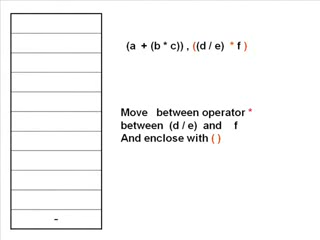 (a + (b * c)) , ((d / e) * f )
Move between operator *
between (d / e) and f
And enclose with ( )
-